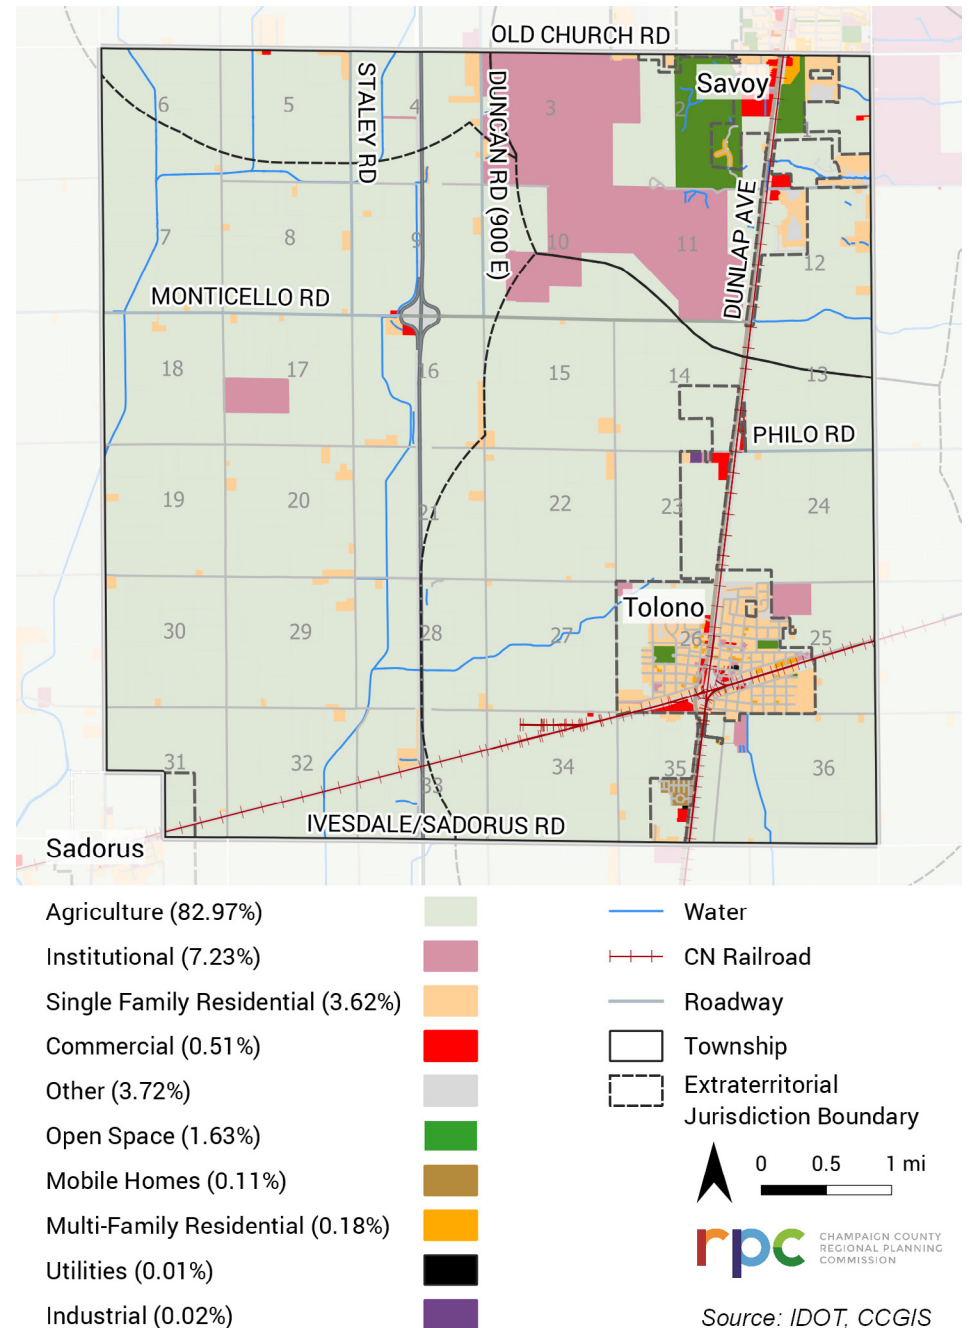 OLD CHURCH RD
Savoy
STALEY RD
DUNCAN RD (900 E)
DUNLAP AVE
6
5
4
3
2
1
7
8
9
10
11
12
MONTICELLO RD
18
17
16
15
14
13
PHILO RD
19
20
21
22
23
24
Tolono
30
29
28
27
26
25
31
32
33
34
35
36
IVESDALE/SADORUS RD
Sadorus
Agriculture (82.97%)
Institutional (7.23%)
Single Family Residential (3.62%)
Commercial (0.51%)
Other (3.72%)
Open Space (1.63%)
Mobile Homes (0.11%)
Multi-Family Residential (0.18%)
Utilities (0.01%)
Industrial (0.02%)
Water
CN Railroad
Roadway
Township
Extraterritorial
Jurisdiction Boundary
0 0.5 1 mi
rpc
CHAMPAIGN COUNTY
REGIONAL PLANNING
COMMISSION
Source: IDOT, CCGIS